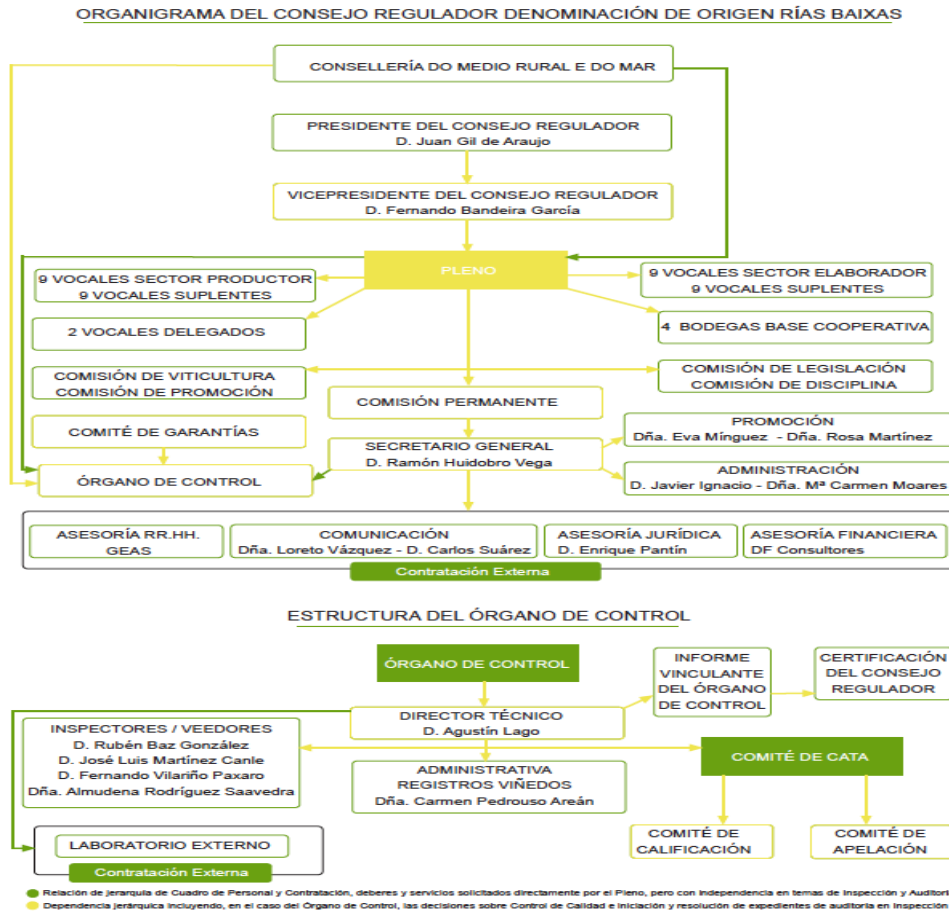 ORGANIGRAMA DEL CONSEJO REGULADOR DENOMINACIÓN DE ORIGEN RÍAS BAIXAS
CONSELLERÍA DO MEDIO RURAL E DO MAR
PRESIDENTE DEL CONSEJO REGULADOR
D. Juan Gil de Araujo
VICEPRESIDENTE DEL CONSEJO REGULADOR
D. Fernando Bandeira García
PLENO
9 VOCALES SECTOR PRODUCTOR
9 VOCALES SUPLENTES
9 VOCALES SECTOR ELABORADOR
9 VOCALES SUPLENTES
2 VOCALES DELEGADOS
4 BODEGAS BASE COOPERATIVA
COMISIÓN DE VITICULTURA
COMISIÓN DE PROMOCIÓN
COMISIÓN DE LEGISLACIÓN
COMISIÓN DE DISCIPLINA
COMISIÓN PERMANENTE
COMITÉ DE GARANTÍAS
PROMOCIÓN
Dña. Eva Mínguez - Dña. Rosa Martínez
SECRETARIO GENERAL
D. Ramón Huidobro Vega
ÓRGANO DE CONTROL
ADMINISTRACIÓN
D. Javier Ignacio - Dña. Mª Carmen Moares
ASESORÍA RR.HH.
GEAS
COMUNICACIÓN
Dña. Loreto Vázquez - D. Carlos Suárez
ASESORÍA JURÍDICA
D. Enrique Pantín
ASESORÍA FINANCIERA
DF Consultores
Contratación Externa
ESTRUCTURA DEL ÓRGANO DE CONTROL
ÓRGANO DE CONTROL
INFORME
VINCULANTE
DEL ÓRGANO
DE CONTROL
CERTIFICACIÓN
DEL CONSEJO
REGULADOR
DIRECTOR TÉCNICO
D. Agustín Lago
INSPECTORES / VEEDORES
D. Rubén Baz González
D. José Luis Martínez Canle
D. Fernando Vilariño Paxaro
Dña. Almudena Rodríguez Saavedra
COMITÉ DE CATA
ADMINISTRATIVA
REGISTROS VIÑEDOS
Dña. Carmen Pedrouso Areán
COMITÉ DE
CALIFICACIÓN
COMITÉ DE
APELACIÓN
LABORATORIO EXTERNO
Contratación Externa
Relación de jerarquía de Cuadro de Personal y Contratación, deberes y servicios solicitados directamente por el Pleno, pero con independencia en temas de Inspección y Auditorí
Dependencia jerárquica incluyendo, en el caso del Órgano de Control, las decisiones sobre Control de Calidad e iniciación y resolución de expedientes de auditoría en Inspección